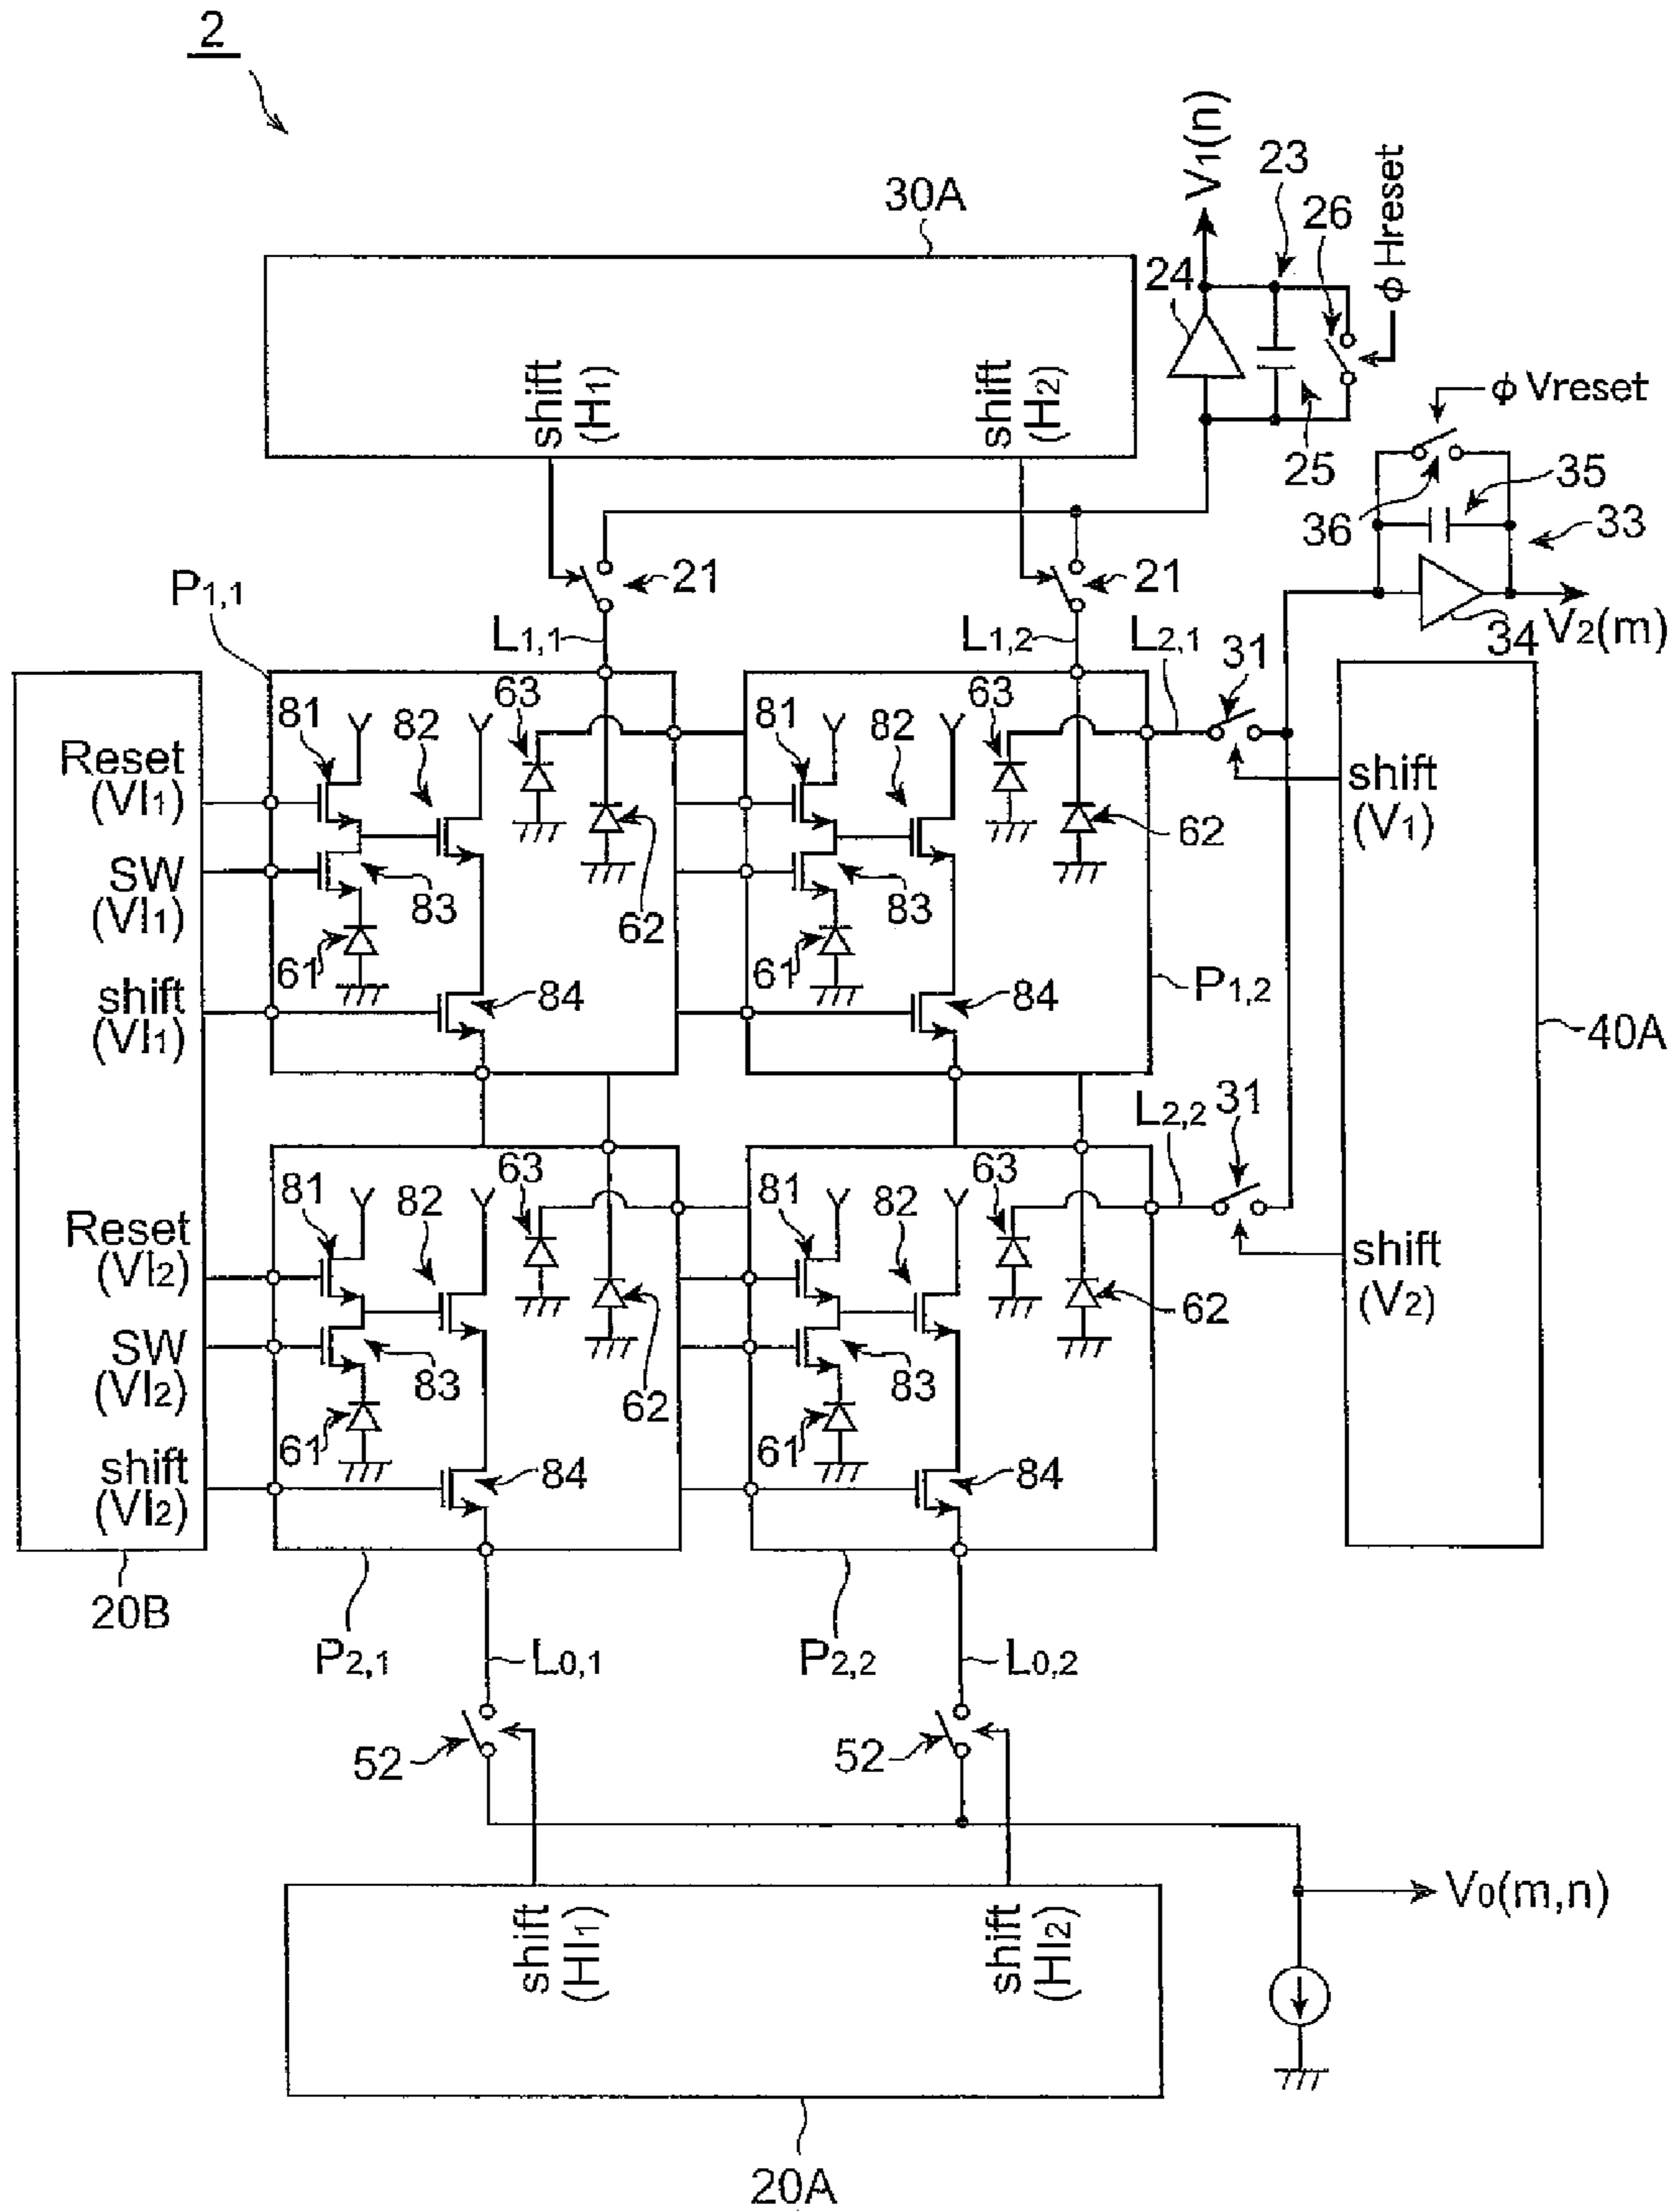 2
30A
shift
(H1)
shift
(H2)
V1(n)
23
24
26
φ Hreset
25
φ Vreset
36
35
33
34
V2(m)
21
21
P1,1
L1,1
L1,2
L2,1
31
81
82
63
81
82
63
Reset
(VI1)
SW
(VI1)
shift
(VI1)
83
62
61
84
83
62
61
84
P1,2
shift
(V1)
40A
L2,2
31
81
82
63
81
82
63
Reset
(VI2)
SW
(VI2)
shift
(VI2)
83
62
61
84
83
62
61
84
shift
(V2)
20B
P2,1
L0,1
P2,2
L0,2
52
52
shift
(HI1)
shift
(HI2)
V0(m,n)
20A